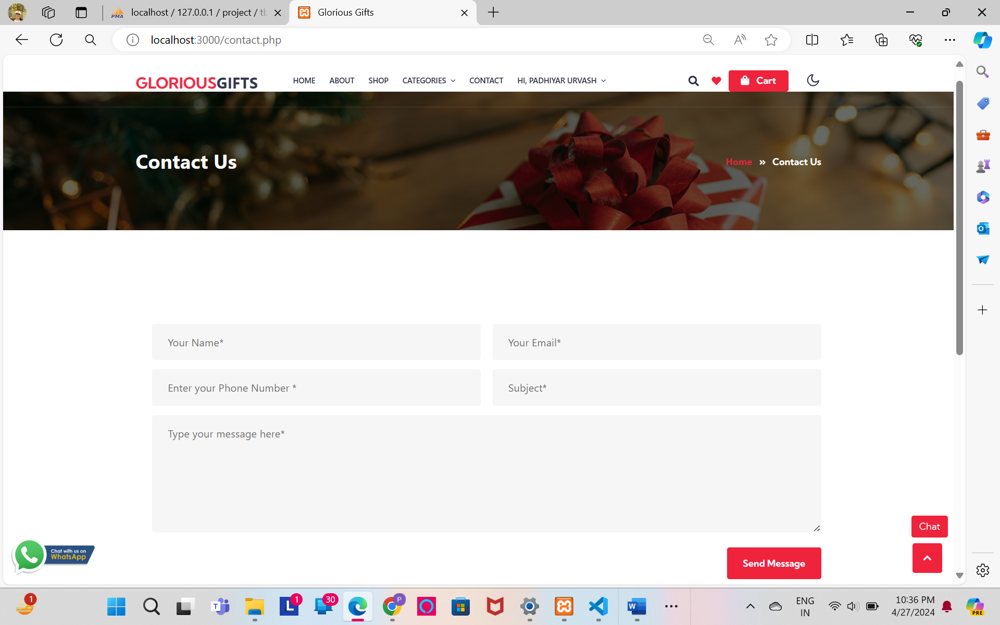 localhost / 127.0.0.1 / project / tb
Glorious Gifts
localhost:3000/contact.php
GLORIOUSGIFTS
HOME
ABOUT
SHOP
CATEGORIES
CONTACT
HI, PADHIYAR URVASH
Cart
Contact Us
Home » Contact Us
Your Name*
Your Email*
Enter your Phone Number *
Subject*
Type your message here*
Chat
Chat with us on
WhatsApp
Send Message
1
1
30
P
ENG
IN
10:36 PM
4/27/2024
PRE